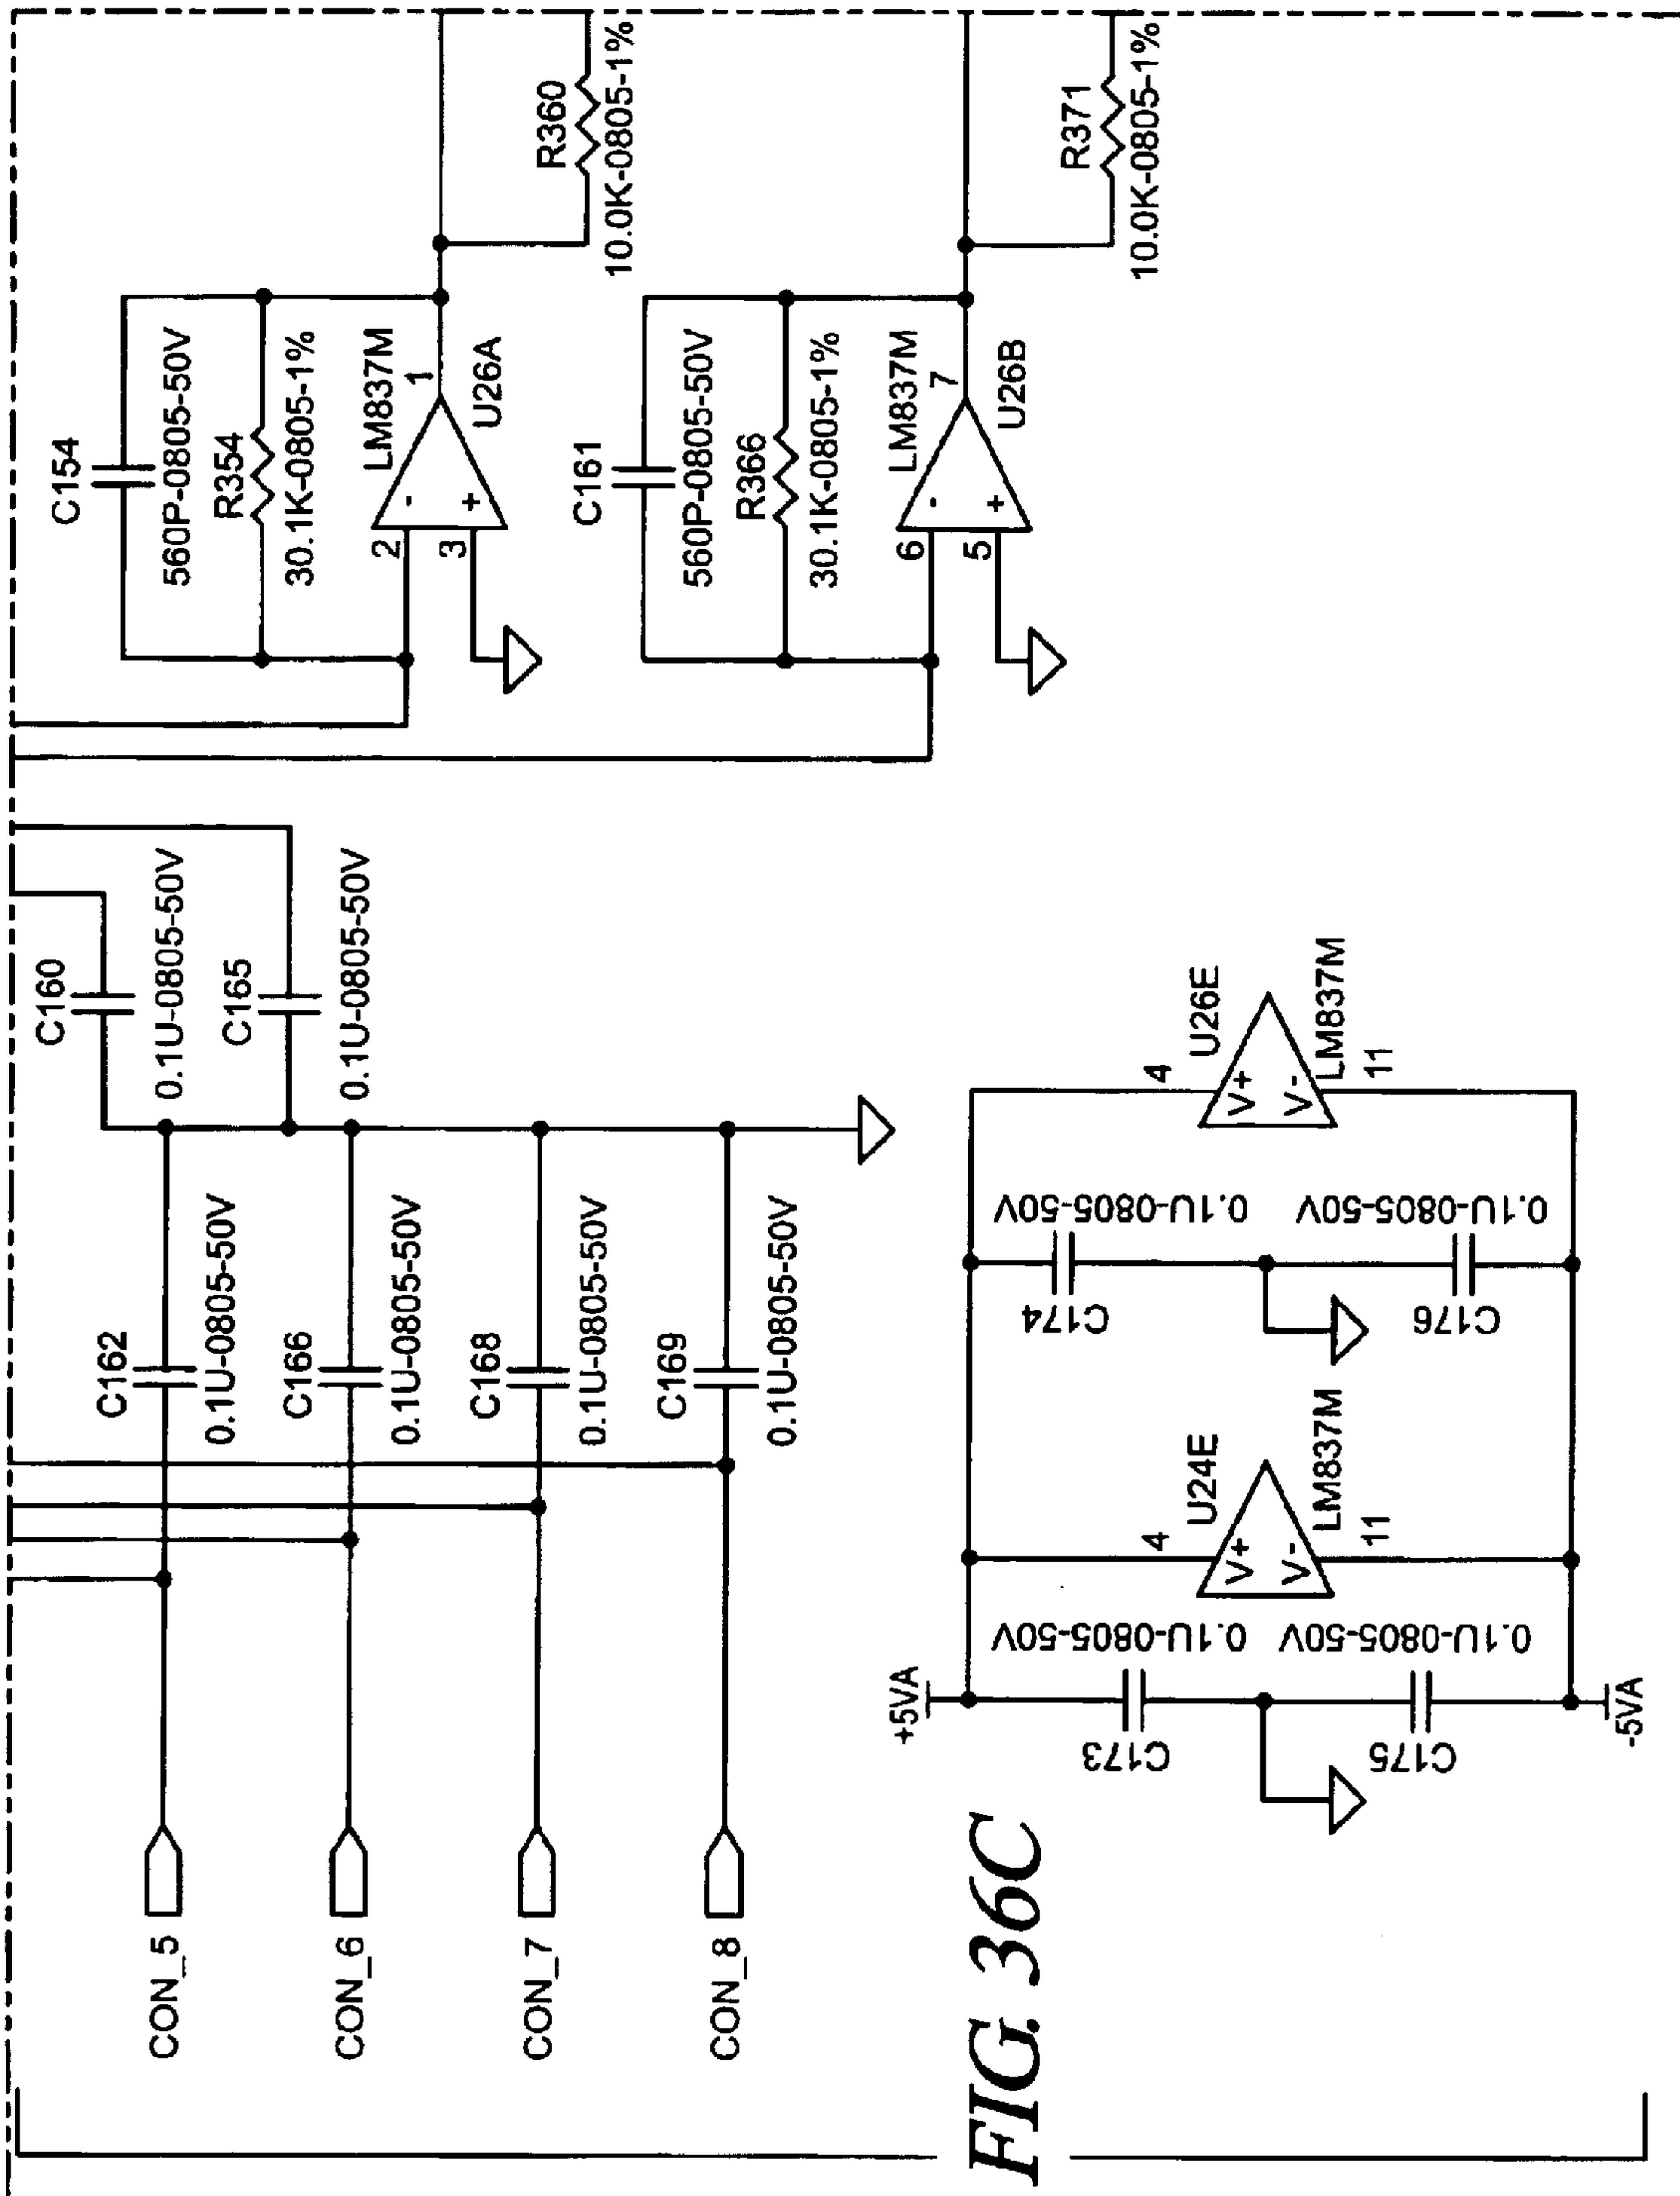 C154
560P-0805-50V
R354
30.1K-0805-1%
LM837M
2
-
1
3
+
U26A
R360
10.0K-0805-1%
C161
560P-0805-50V
R366
30.1K-0805-1%
LM837M
6
-
7
5
+
U26B
R371
10.0K-0805-1%
C160
0.1U-0805-50V
C165
0.1U-0805-50V
CON_5
C162
0.1U-0805-50V
CON_6
C166
0.1U-0805-50V
CON_7
C168
0.1U-0805-50V
CON_8
C169
0.1U-0805-50V
+5VA
C173
0.1U-0805-50V
C175
0.1U-0805-50V
-5VA
4
U24E
V+
V-
LM837M
11
C174
0.1U-0805-50V
C176
0.1U-0805-50V
4
U26E
V+
V-
LM837M
11
FIG. 36C